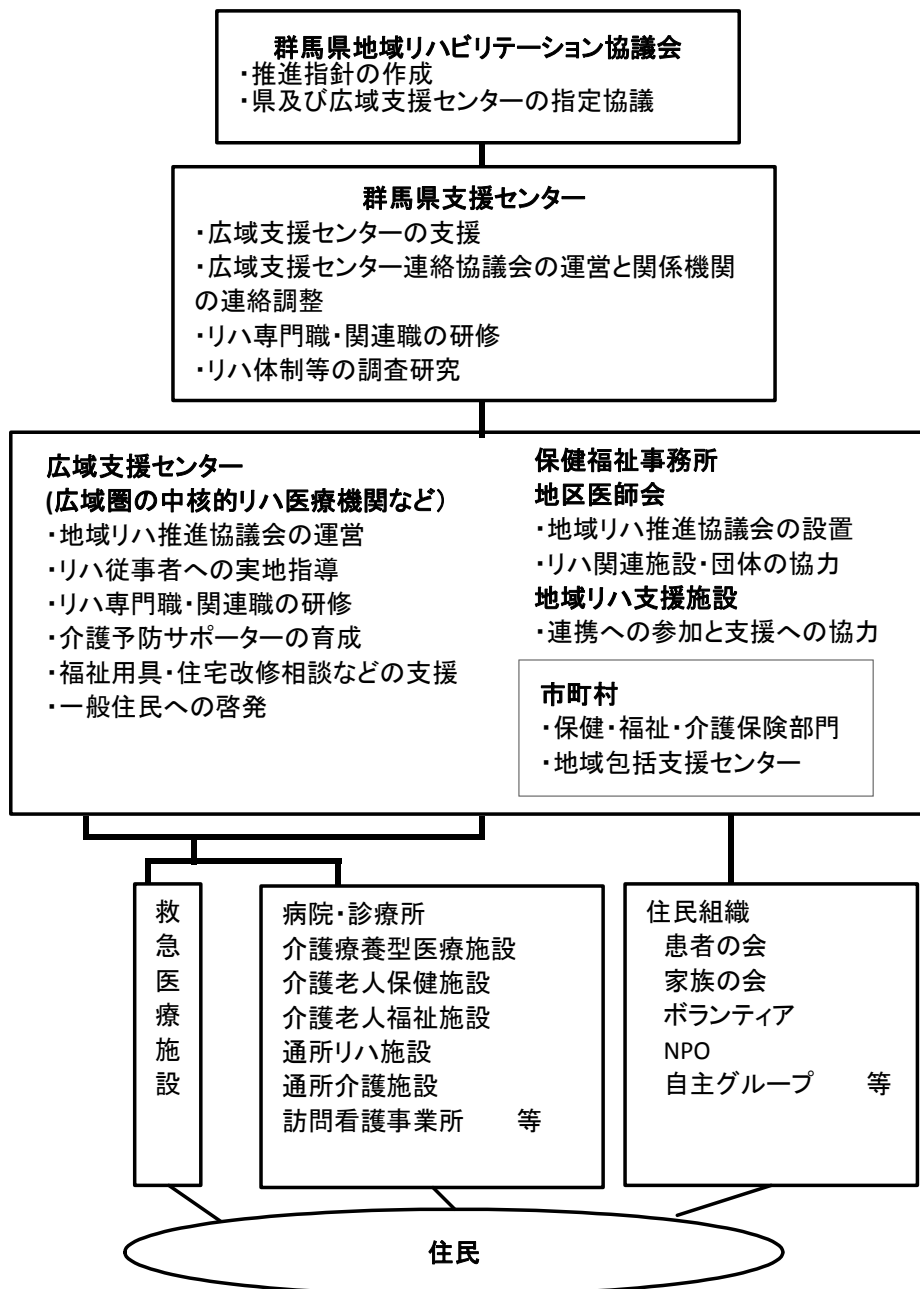 群馬県地域リハビリテーション協議会
・推進指針の作成
・県及び広域支援センターの指定協議
群馬県支援センター
・広域支援センターの支援
・広域支援センター連絡協議会の運営と関係機関
の連絡調整
・リハ専門職・関連職の研修
・リハ体制等の調査研究
広域支援センター
(広域圏の中核的リハ医療機関など)
・地域リハ推進協議会の運営
・リハ従事者への実地指導
・リハ専門職・関連職の研修
・介護予防サポーターの育成
・福祉用具・住宅改修相談などの支援
・一般住民への啓発
保健福祉事務所
地区医師会
・地域リハ推進協議会の設置
・リハ関連施設・団体の協力
地域リハ支援施設
・連携への参加と支援への協力
市町村
・保健・福祉・介護保険部門
・地域包括支援センター
救急医療施設
病院・診療所
介護療養型医療施設
介護老人保健施設
介護老人福祉施設
通所リハ施設
通所介護施設
訪問看護事業所 等
住民組織
患者の会
家族の会
ボランティア
NPO
自主グループ 等
住民